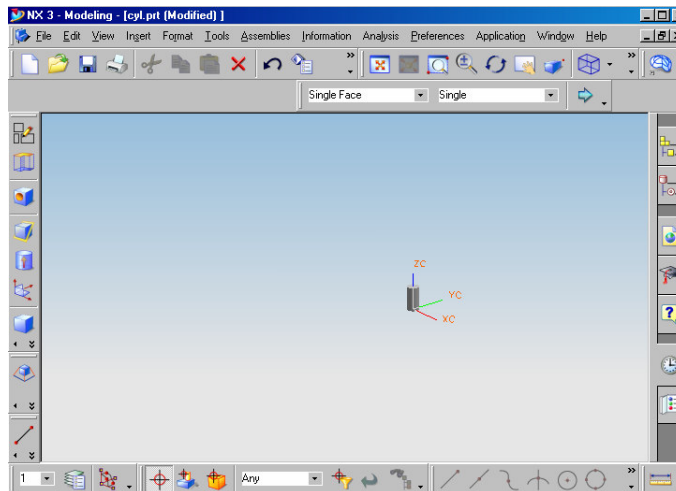 NX 3 - Modeling - [cyl.prt (Modified) ]
File Edit View Insert Format Tools Assemblies Information Analysis Preferences Application Window Help
Single Face Single
ZC
YC
XC
1 Any